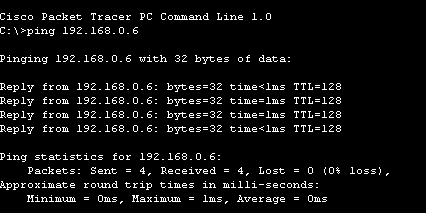 Cisco Packet Tracer PC Command Line 1.0
C:\>ping 192.168.0.6
Pinging 192.168.0.6 with 32 bytes of data:
Reply from 192.168.0.6: bytes=32 time<1ms TTL=128
Reply from 192.168.0.6: bytes=32 time=1ms TTL=128
Reply from 192.168.0.6: bytes=32 time=1ms TTL=128
Reply from 192.168.0.6: bytes=32 time<1ms TTL=128
Ping statistics for 192.168.0.6:
Packets: Sent = 4, Received = 4, Lost = 0 (0% loss),
Approximate round trip times in milli-seconds:
Minimum = 0ms, Maximum = 1ms, Average = 0ms